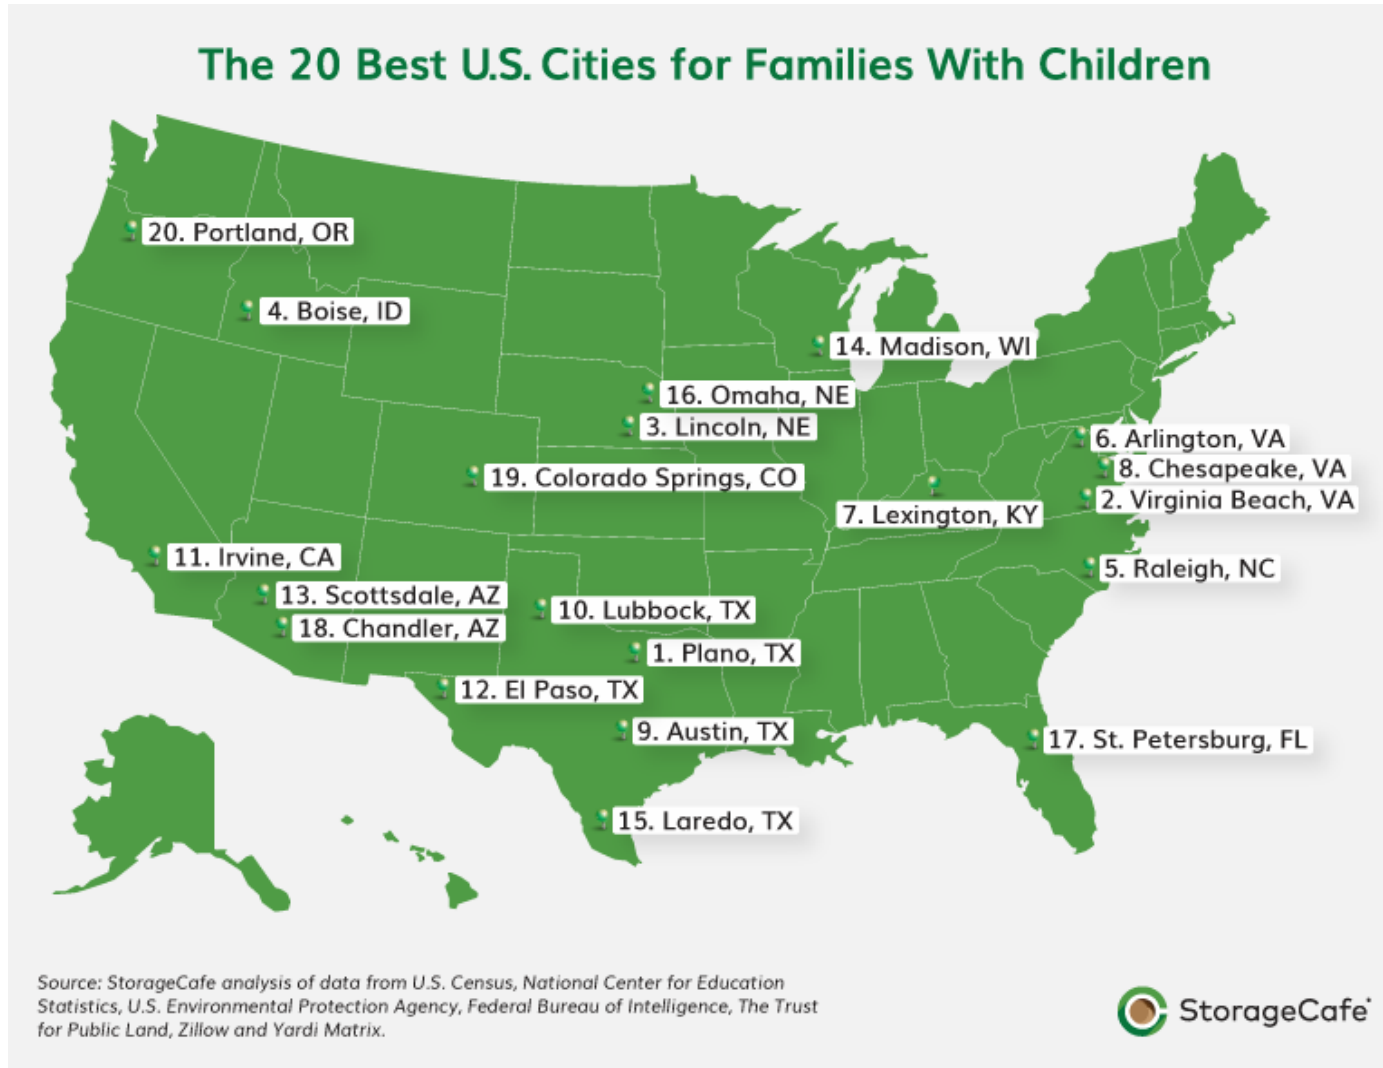 The 20 Best U.S. Cities for Families With Children
20. Portland, OR
4. Boise, ID
14. Madison, WI
16. Omaha, NE
3. Lincoln, NE
6. Arlington, VA
8. Chesapeake, VA
19. Colorado Springs, CO
2. Virginia Beach, VA
7. Lexington, KY
11. Irvine, CA
5. Raleigh, NC
13. Scottsdale, AZ
10. Lubbock, TX
18. Chandler, AZ
1. Plano, TX
12. El Paso, TX
9. Austin, TX
17. St. Petersburg, FL
15. Laredo, TX
Source: StorageCafe analysis of data from U.S. Census, National Center for Education
Statistics, U.S. Environmental Protection Agency, Federal Bureau of Intelligence, The Trust
for Public Land, Zillow and Yardi Matrix.
StorageCafe